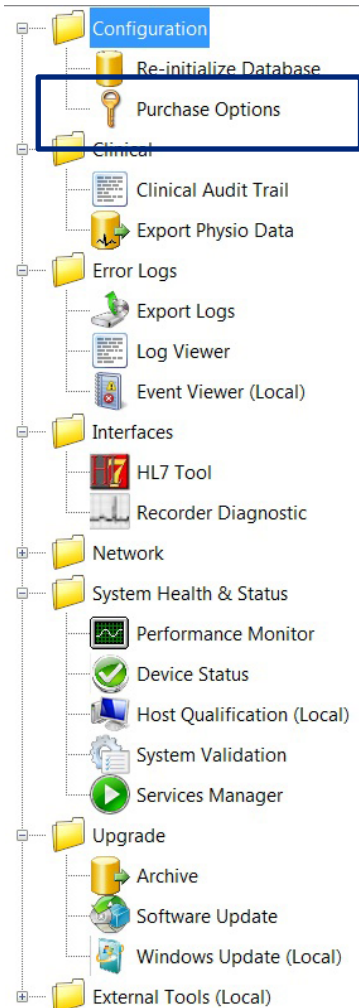 Configuration
Re-initialize Database
Purchase Options
Clinical
Clinical Audit Trail
Export Physio Data
Error Logs
Export Logs
Log Viewer
Event Viewer (Local)
Interfaces
HL7 Tool
Recorder Diagnostic
Network
System Health & Status
Performance Monitor
Device Status
Host Qualification (Local)
System Validation
Services Manager
Upgrade
Archive
Software Update
Windows Update (Local)
External Tools (Local)